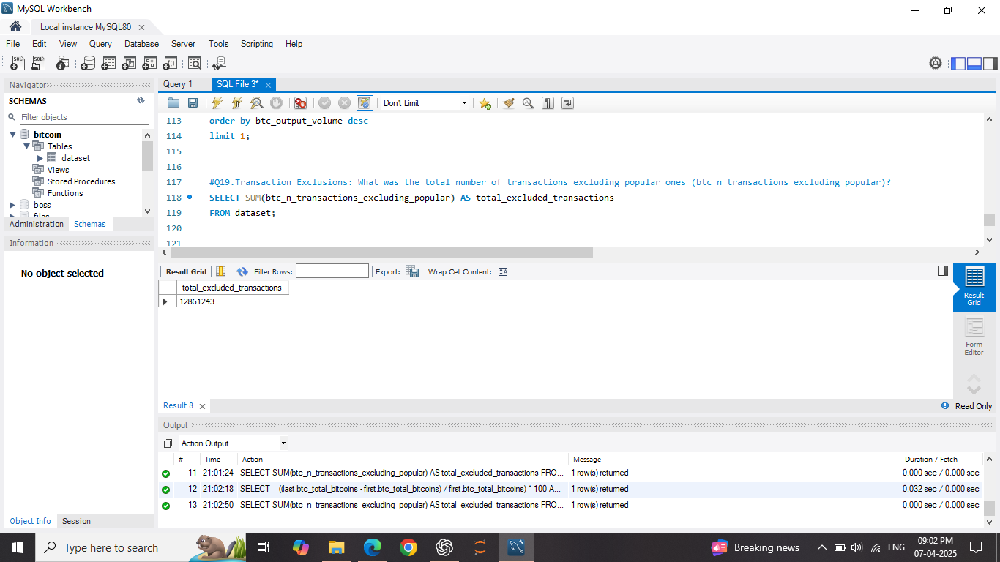 MySQL Workbench
Local instance MySQL80
File Edit View Query Database Server Tools Scripting Help
Navigator
SCHEMAS
Filter objects
bitcoin
Tables
dataset
Views
Stored Procedures
Functions
boss
files
Administration Schemas
Information
No object selected
Object Info Session
Query 1 SQL File 3*
Don't Limit
113 order by btc_output_volume desc
114 limit 1;
115
116
117 #Q19.Transaction Exclusions: What was the total number of transactions excluding popular ones (btc_n_transactions_excluding_popular)?
118 SELECT SUM(btc_n_transactions_excluding_popular) AS total_excluded_transactions
119 FROM dataset;
120
121
Result Grid Filter Rows: Export: Wrap Cell Content:
total_excluded_transactions
12861243
Result Grid
Form Editor
Result 8
Read Only
Output
Action Output
# Time Action Message Duration / Fetch
11 21:01:24 SELECT SUM(btc_n_transactions_excluding_popular) AS total_excluded_transactions FRO... 1 row(s) returned 0.000 sec / 0.000 sec
12 21:02:18 SELECT ((last.btc_total_bitcoins - first.btc_total_bitcoins) / first.btc_total_bitcoins) * 100 A... 1 row(s) returned 0.032 sec / 0.000 sec
13 21:02:50 SELECT SUM(btc_n_transactions_excluding_popular) AS total_excluded_transactions FRO... 1 row(s) returned 0.000 sec / 0.000 sec
Type here to search
Breaking news
ENG
09:02 PM
07-04-2025